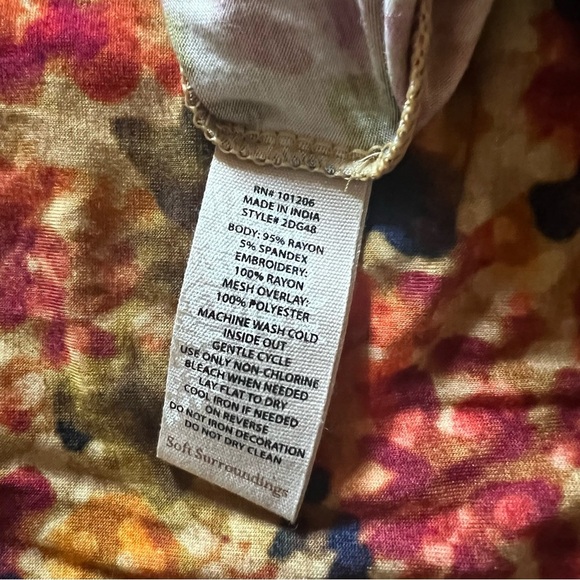 RN# 101206
MADE IN INDIA
STYLE# 2DG48
BODY: 95% RAYON
5% SPANDEX
EMBROIDERY:
100% RAYON
MESH OVERLAY:
100% POLYESTER
MACHINE WASH COLD
INSIDE OUT
GENTLE CYCLE
USE ONLY NON-CHLORINE
BLEACH WHEN NEEDED
LAY FLAT TO DRY
COOL IRON IF NEEDED
ON REVERSE
DO NOT IRON DECORATION
DO NOT DRY CLEAN
Soft Surroundings